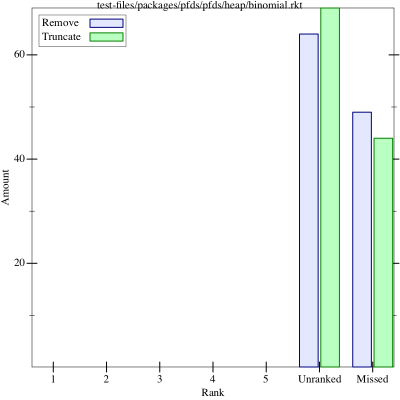 test-files/packages/pfds/pfds/heap/binomial.rkt
Remove
Truncate
60
40
20
Amount
1 2 3 4 5 Unranked Missed
Rank